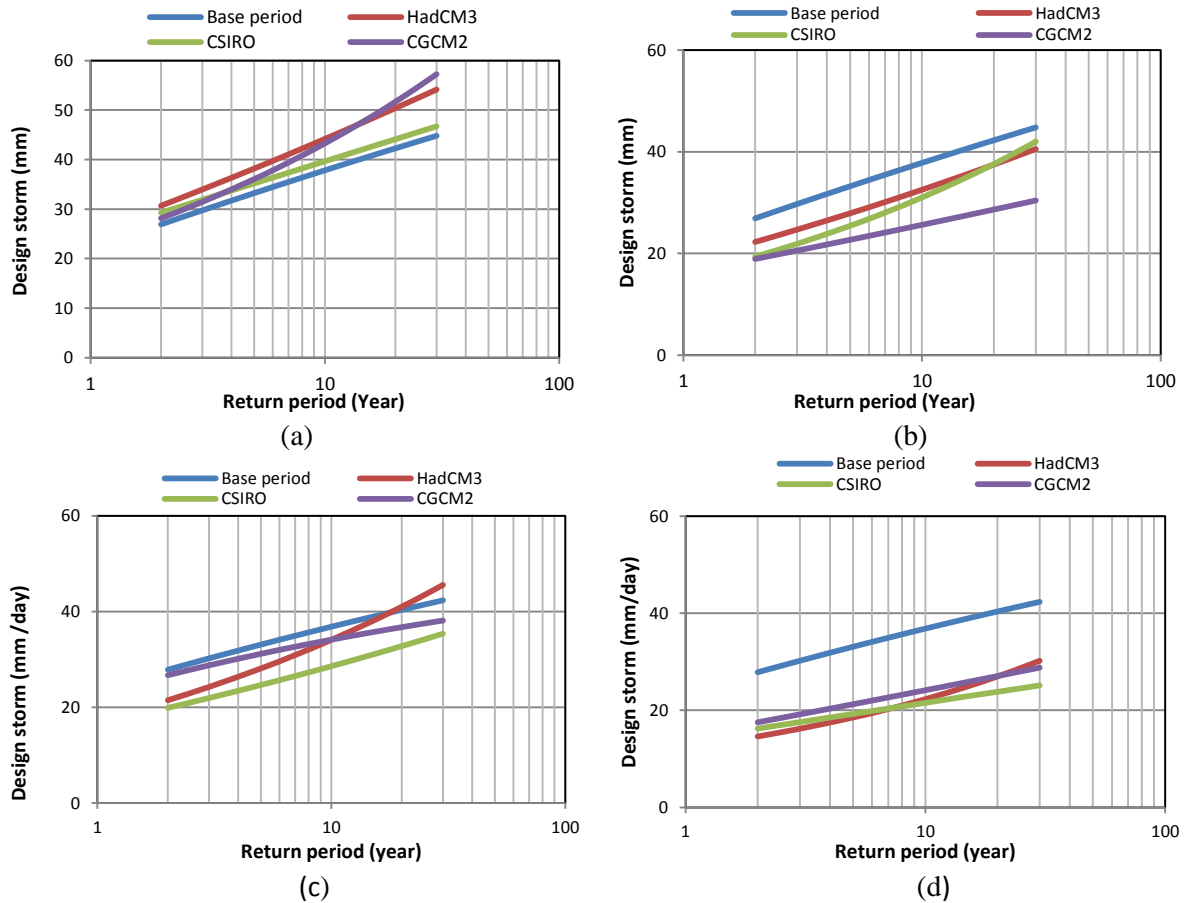 Base period HadCM3
CSIRO CGCM2
60
50
40
30
20
10
0
Design storm (mm)
1 10 100
Return period (Year)
(a)
Base period HadCM3
CSIRO CGCM2
60
40
20
0
Design storm (mm)
1 10 100
Return period (Year)
(b)
Base period HadCM3
CSIRO CGCM2
60
40
20
0
Design storm (mm /day)
1 10 100
Return period (year)
(c)
Base period HadCM3
CSIRO CGCM2
60
40
20
0
Design storm (mm/day)
1 10 100
Return period (year)
(d)